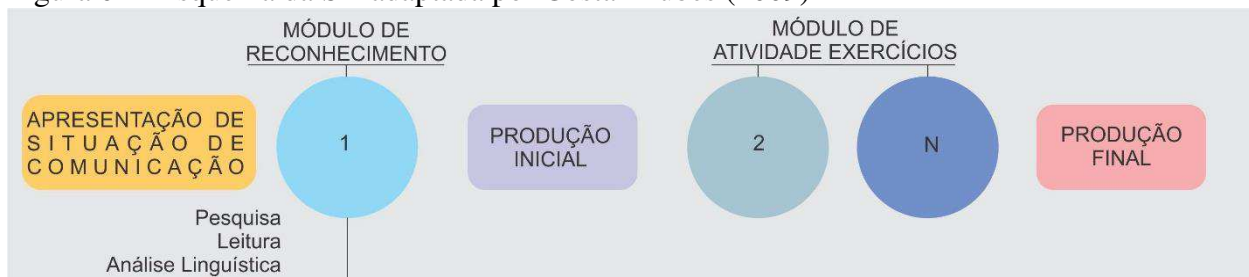 MÓDULO DE
RECONHECIMENTO
MÓDULO DE
ATIVIDADE EXERCÍCIOS
APRESENTAÇÃO DE
SITUAÇÃO DE
COMUNICAÇÃO
1
PRODUÇÃO
INICIAL
2
N
PRODUÇÃO
FINAL
Pesquisa
Leitura
Análise Linguística